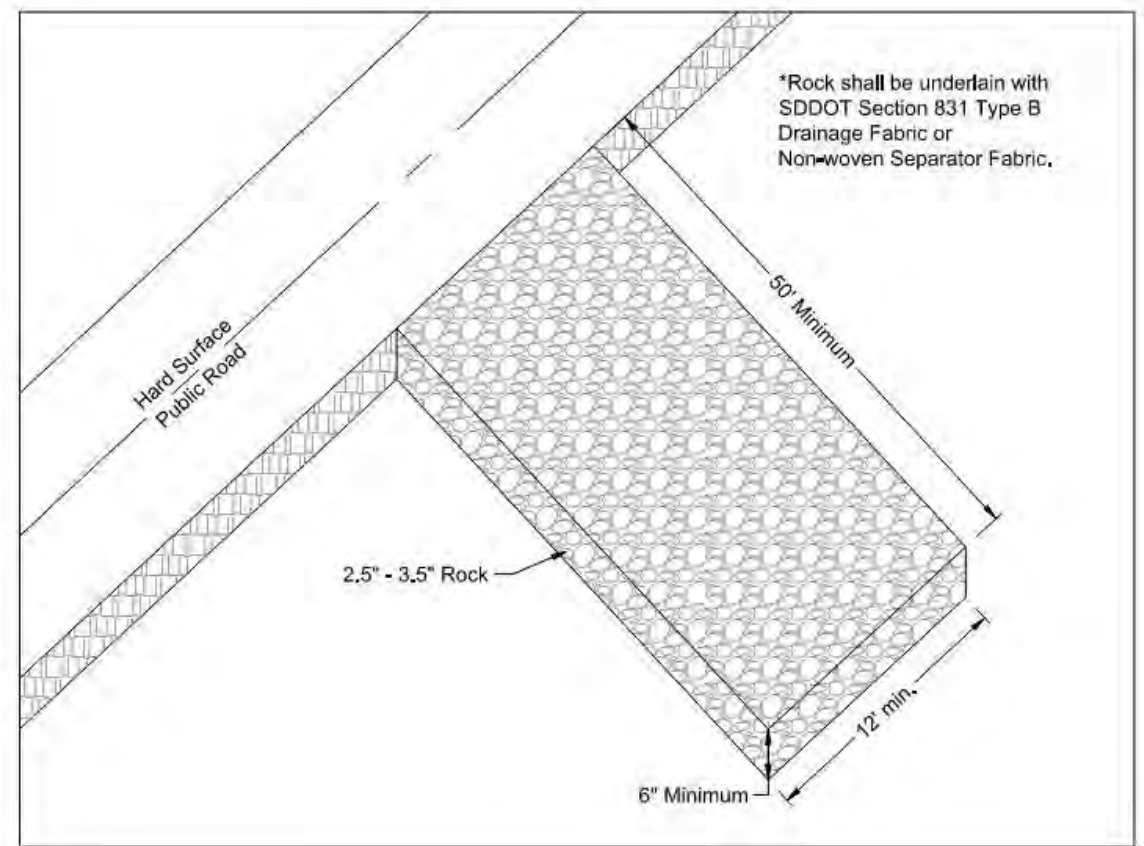 *Rock shall be underlain with
SDDOT Section 831 Type B
Drainage Fabric or
Non-woven Separator Fabric.
50' Minimum
Hard Surface
Public Road
2.5" - 3.5" Rock
12' min.
6" Minimum